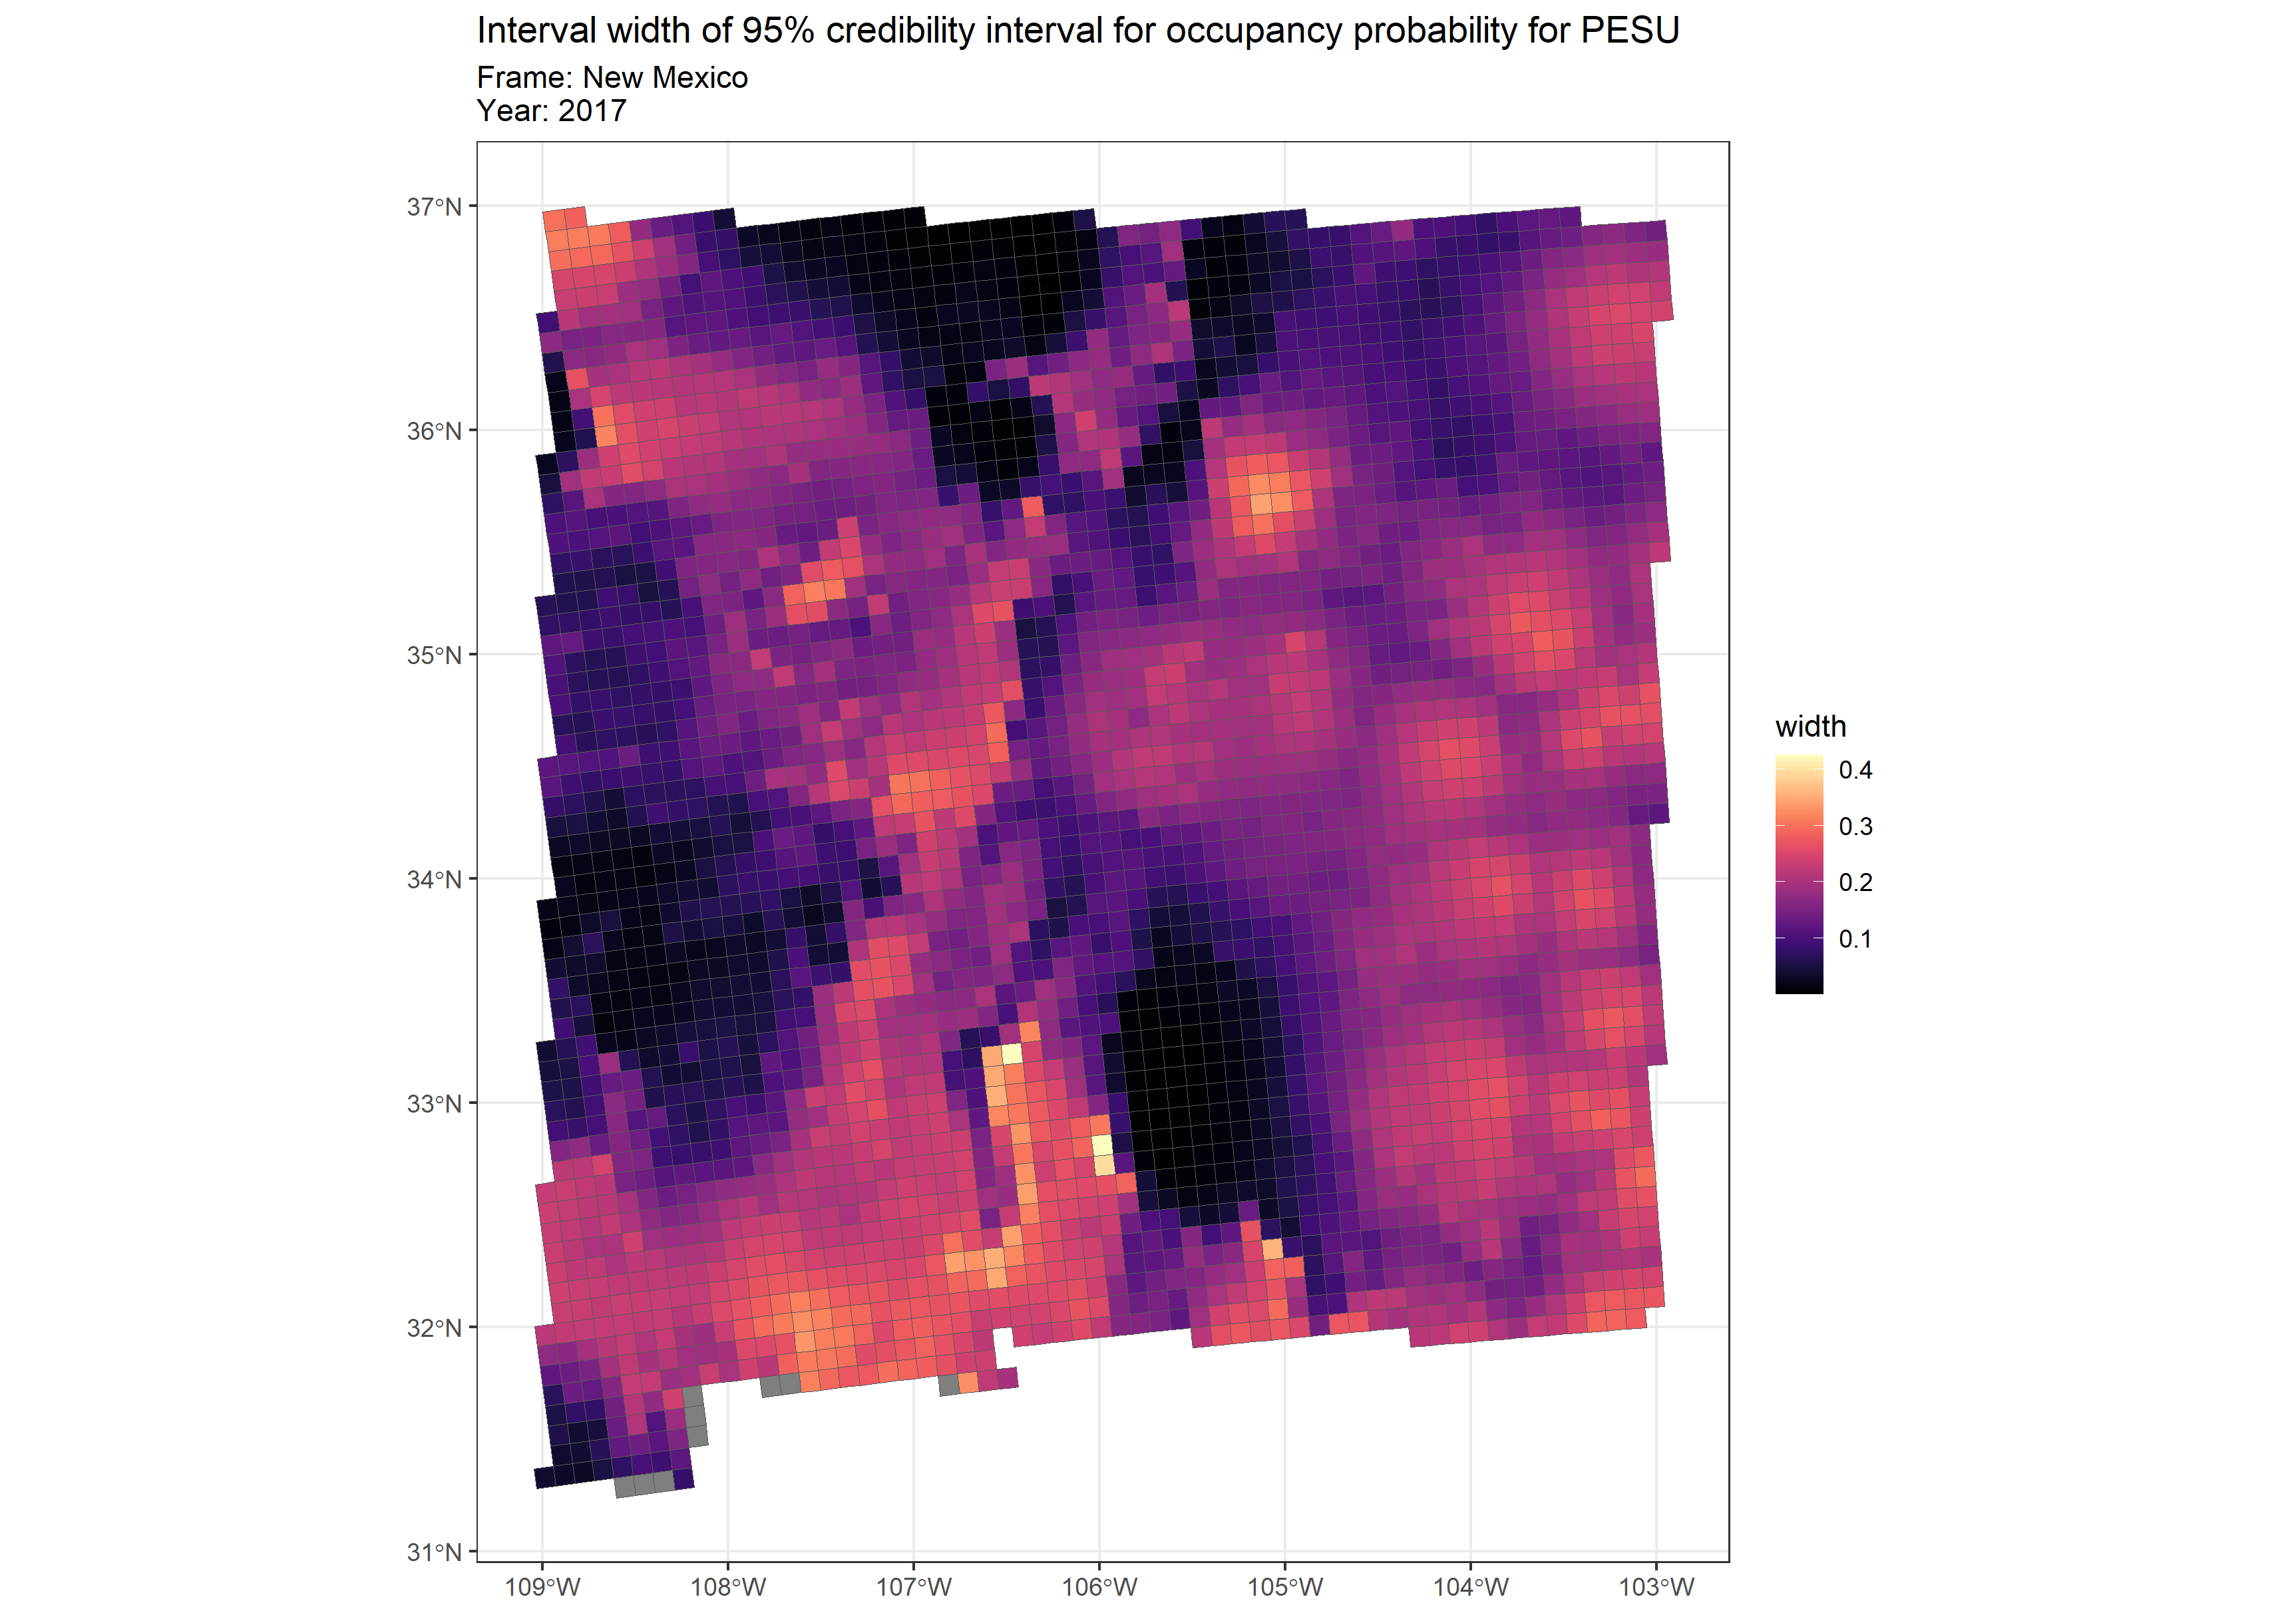 Interval width of 95% credibility interval for occupancy probability for PESU
Frame: New Mexico
Year: 2017
37°N
36°N
35°N
34°N
33°N
32°N
31°N
109°W
108°W
107°W
106°W
105°W
104°W
103°W
width
0.4
0.3
0.2
0.1